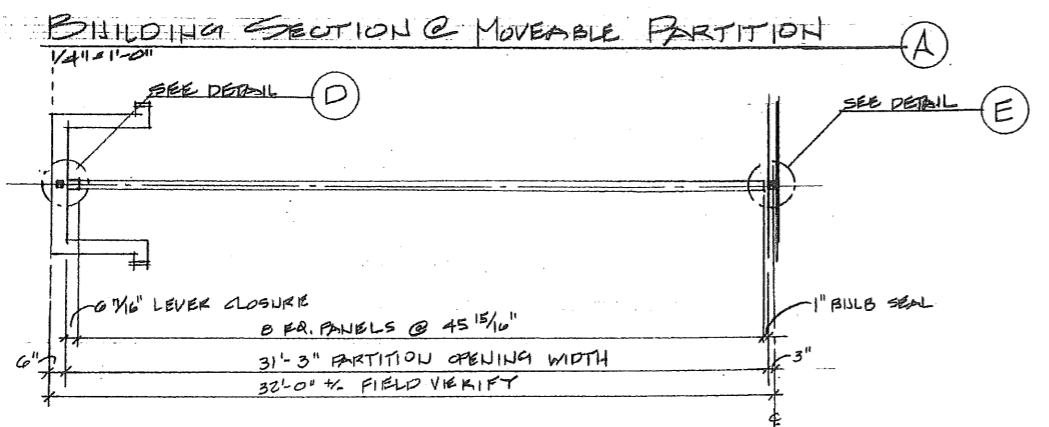 BUILDING SECTION @ MOVEABLE PARTITION A
1/4"=1'-0"
SEE DETAIL D
SEE DETAIL E
6 7/16" LEVER CLOSURE
1" BULB SEAL
8 EQ. PANELS @ 45 15/16"
6"
31'-3" PARTITION OPENING WIDTH
3"
32'-0" +/- FIELD VERIFY
℄